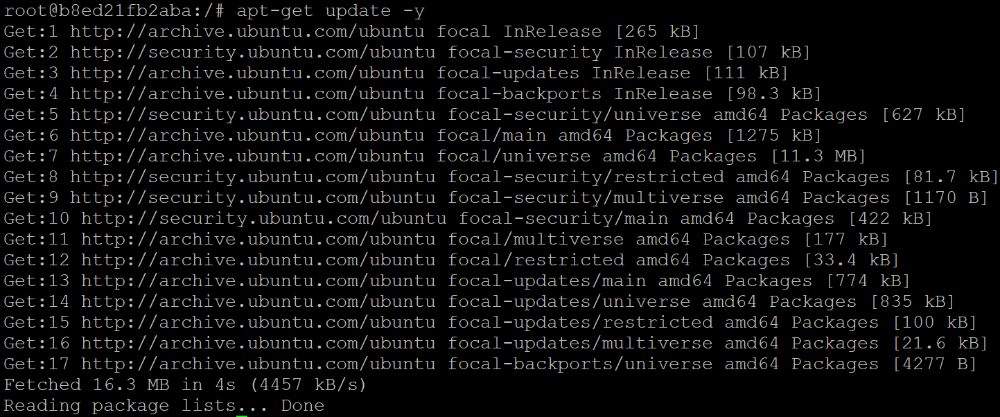 root@b8ed21fb2aba:/# apt-get update -y
Get:1 http://archive.ubuntu.com/ubuntu focal InRelease [265 kB]
Get:2 http://security.ubuntu.com/ubuntu focal-security InRelease [107 kB]
Get:3 http://archive.ubuntu.com/ubuntu focal-updates InRelease [111 kB]
Get:4 http://archive.ubuntu.com/ubuntu focal-backports InRelease [98.3 kB]
Get:5 http://security.ubuntu.com/ubuntu focal-security/universe amd64 Packages [627 kB]
Get:6 http://archive.ubuntu.com/ubuntu focal/main amd64 Packages [1275 kB]
Get:7 http://archive.ubuntu.com/ubuntu focal/universe amd64 Packages [11.3 MB]
Get:8 http://security.ubuntu.com/ubuntu focal-security/restricted amd64 Packages [81.7 kB]
Get:9 http://security.ubuntu.com/ubuntu focal-security/multiverse amd64 Packages [1170 B]
Get:10 http://security.ubuntu.com/ubuntu focal-security/main amd64 Packages [422 kB]
Get:11 http://archive.ubuntu.com/ubuntu focal/multiverse amd64 Packages [177 kB]
Get:12 http://archive.ubuntu.com/ubuntu focal/restricted amd64 Packages [33.4 kB]
Get:13 http://archive.ubuntu.com/ubuntu focal-updates/main amd64 Packages [774 kB]
Get:14 http://archive.ubuntu.com/ubuntu focal-updates/universe amd64 Packages [835 kB]
Get:15 http://archive.ubuntu.com/ubuntu focal-updates/restricted amd64 Packages [100 kB]
Get:16 http://archive.ubuntu.com/ubuntu focal-updates/multiverse amd64 Packages [21.6 kB]
Get:17 http://archive.ubuntu.com/ubuntu focal-backports/universe amd64 Packages [4277 B]
Fetched 16.3 MB in 4s (4457 kB/s)
Reading package lists... Done